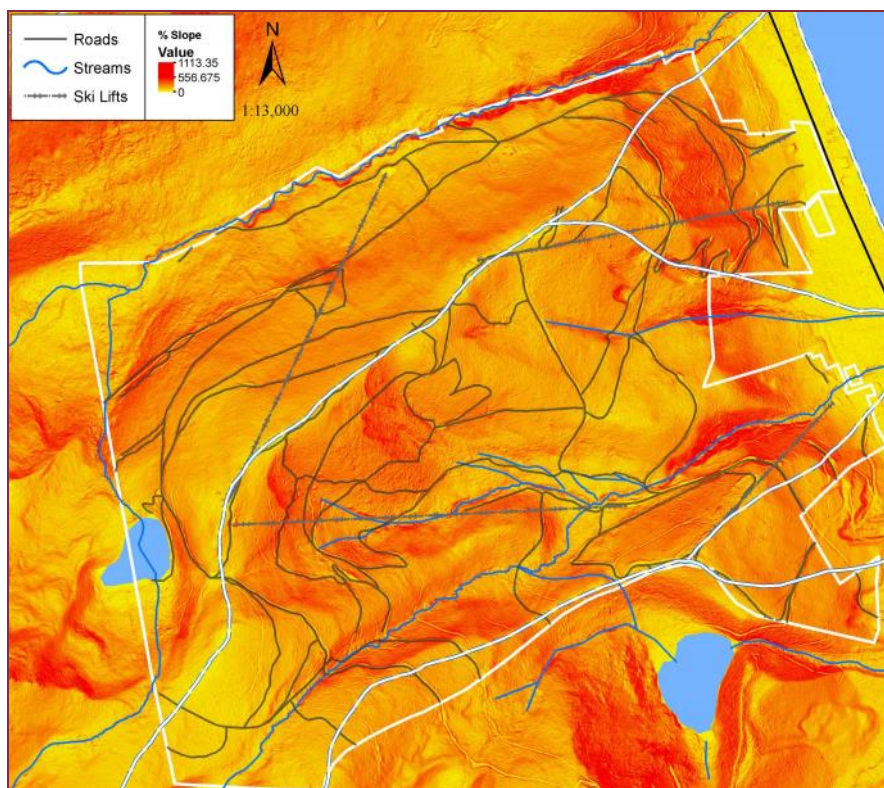 Roads
Streams
Ski Lifts
% Slope
Value
1113.35
556.675
0
N
1:13,000